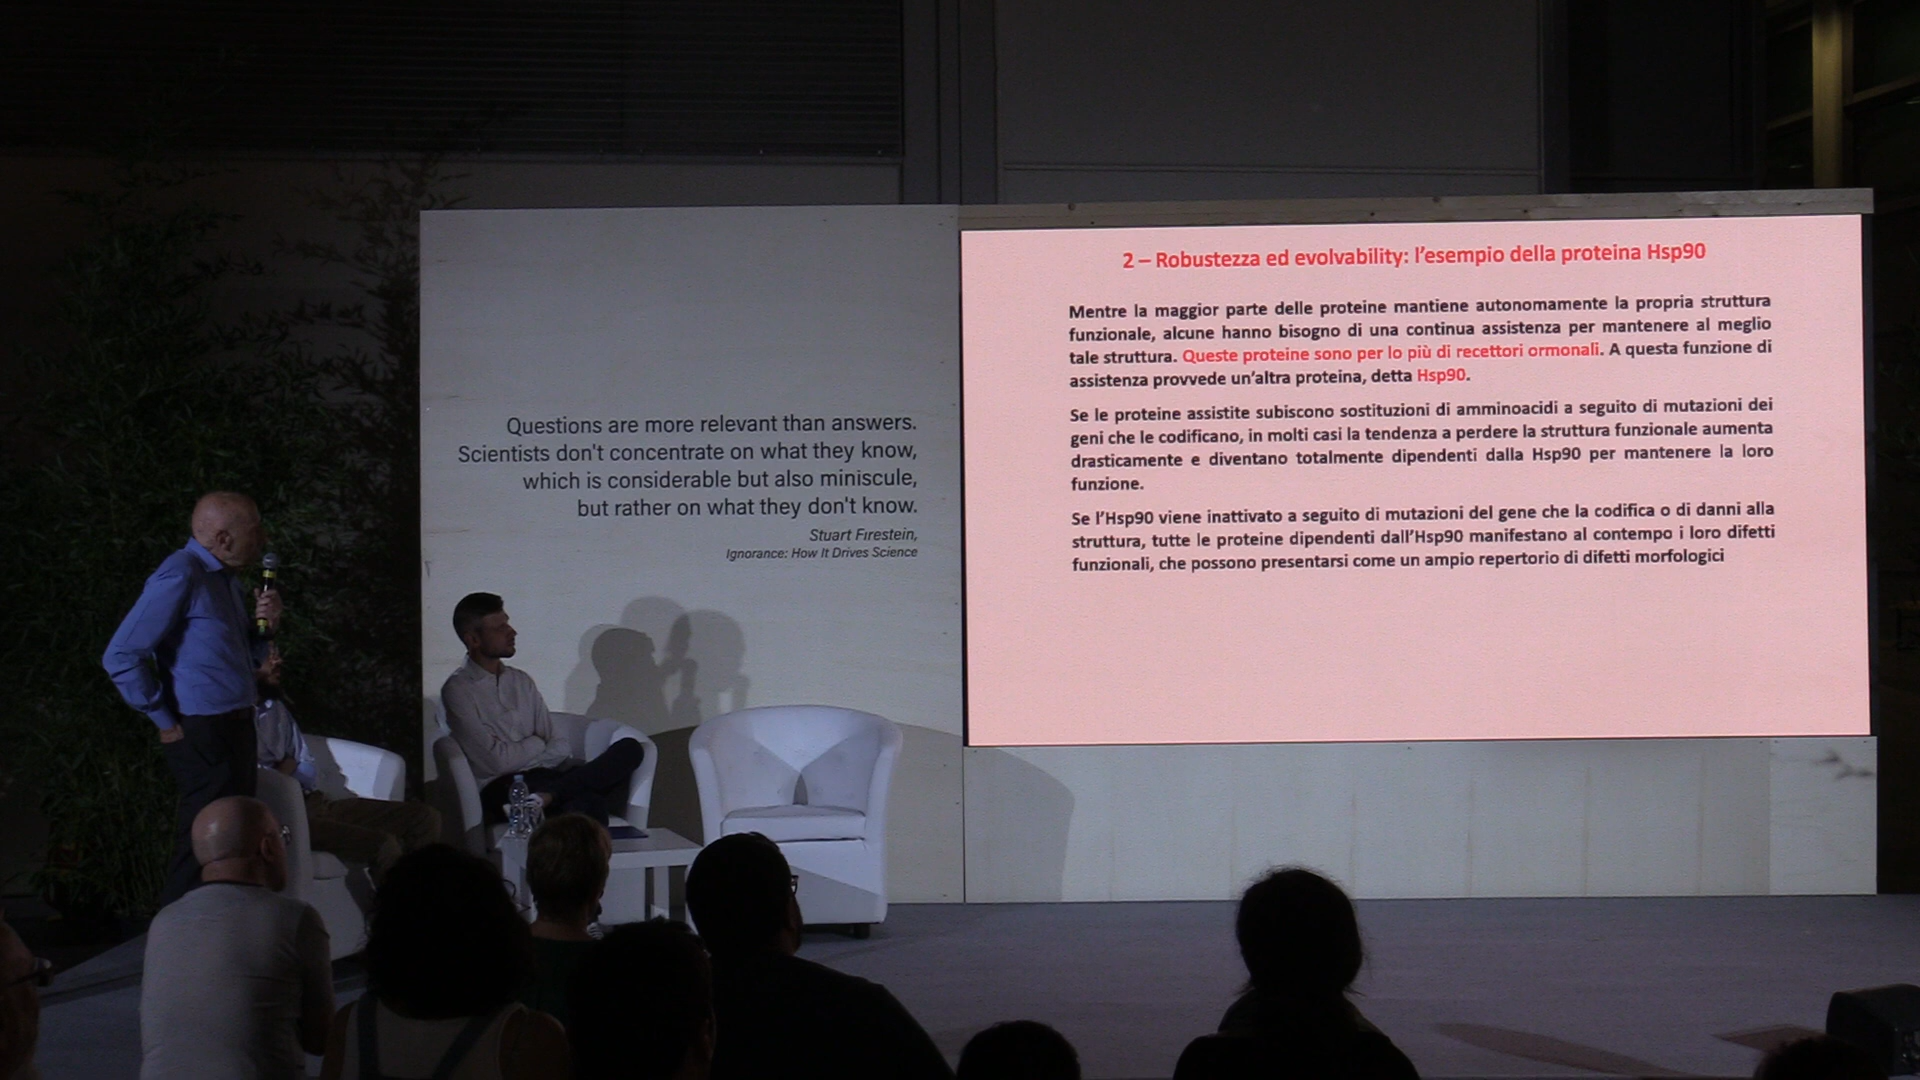 Questions are more relevant than answers.
Scientists don't concentrate on what they know,
which is considerable but also miniscule,
but rather on what they don't know.
Stuart Firestein,
Ignorance: How It Drives Science
2 – Robustezza ed evolvability: l'esempio della proteina Hsp90
Mentre la maggior parte delle proteine mantiene autonomamente la propria struttura
funzionale, alcune hanno bisogno di una continua assistenza per mantenere al meglio
tale struttura. Queste proteine sono per lo più di recettori ormonali. A questa funzione di
assistenza provvede un'altra proteina, detta Hsp90.
Se le proteine assistite subiscono sostituzioni di amminoacidi a seguito di mutazioni dei
geni che le codificano, in molti casi la tendenza a perdere la struttura funzionale aumenta
drasticamente e diventano totalmente dipendenti dalla Hsp90 per mantenere la loro
funzione.
Se l'Hsp90 viene inattivato a seguito di mutazioni del gene che la codifica o di danni alla
struttura, tutte le proteine dipendenti dall'Hsp90 manifestano al contempo i loro difetti
funzionali, che possono presentarsi come un ampio repertorio di difetti morfologici